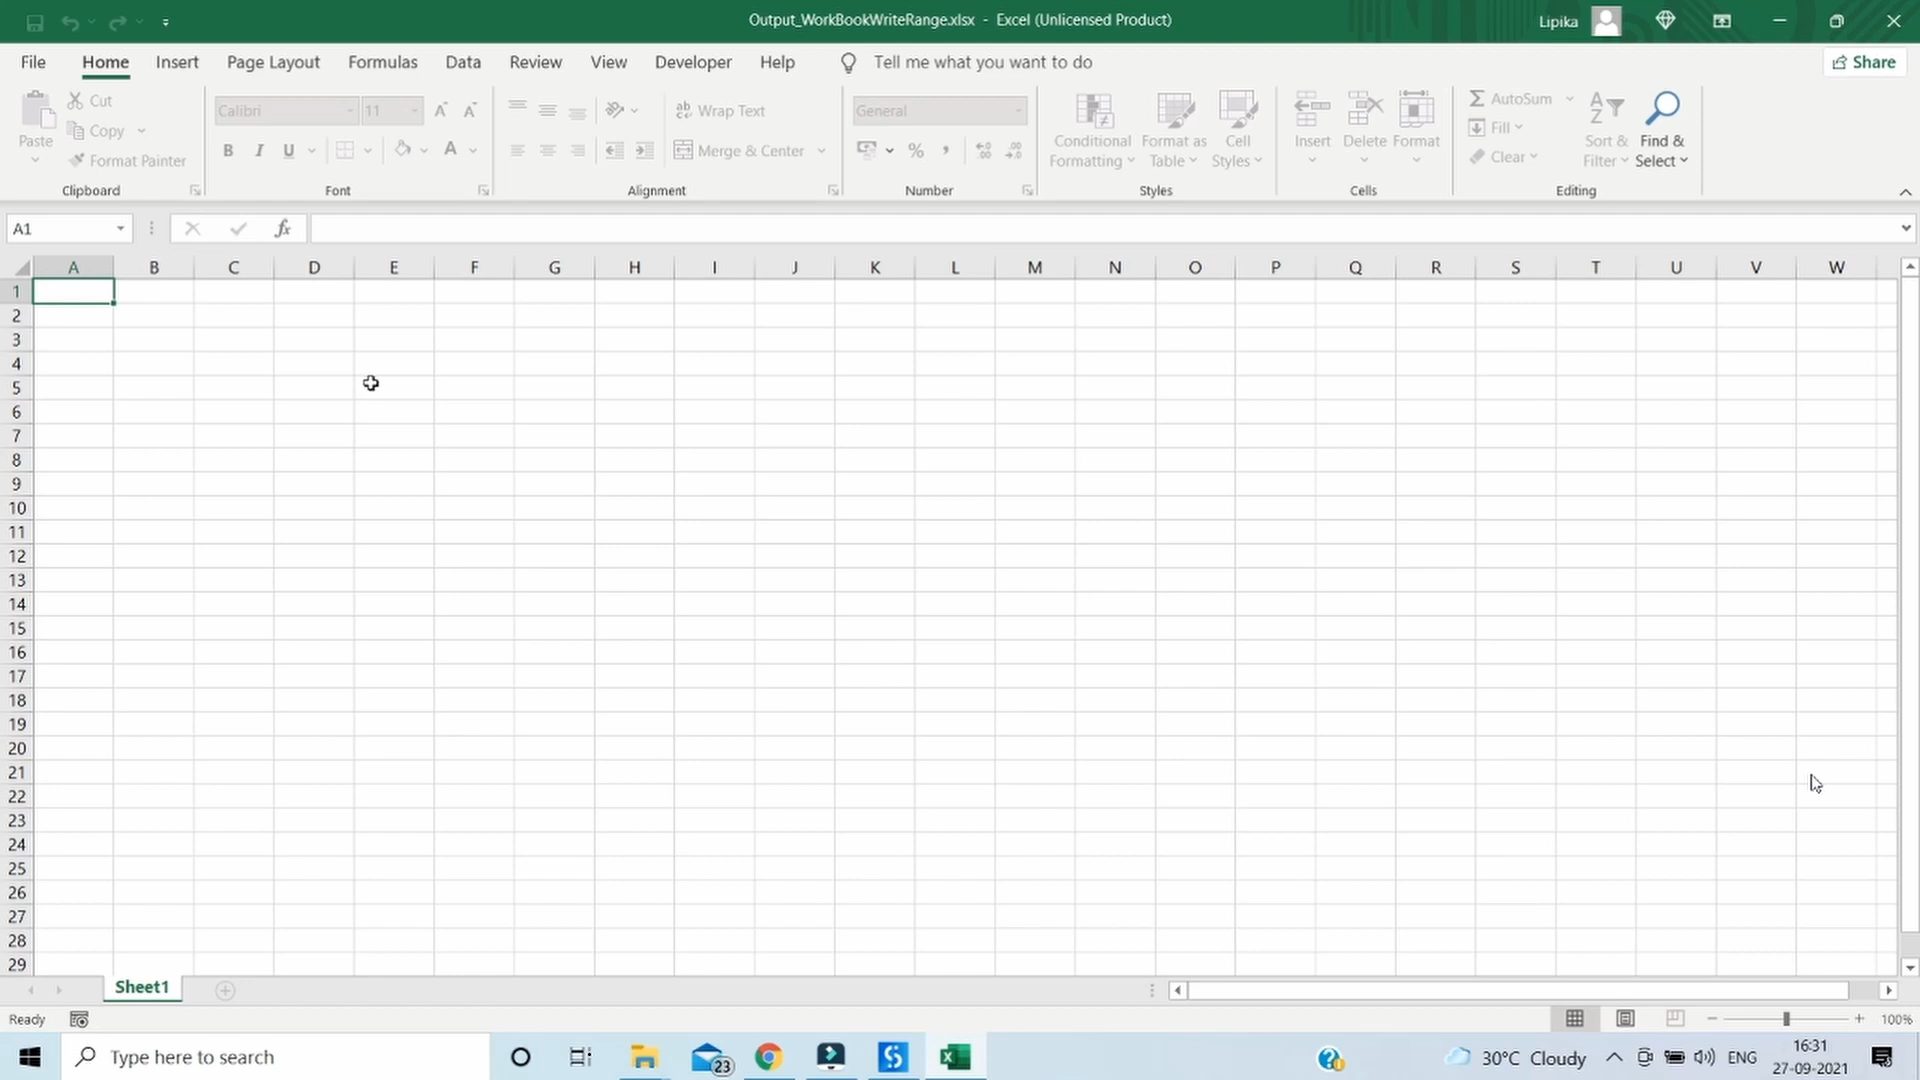 Output_WorkBookWriteRange.xlsx - Excel (Unlicensed Product)
Lipika
File Home Insert Page Layout Formulas Data Review View Developer Help Tell me what you want to do Share
Paste
Cut
Copy
Format Painter
Clipboard
Calibri 11
B I U
Font
Wrap Text
Merge & Center
Alignment
General
%
Number
Conditional Formatting
Format as Table
Cell Styles
Styles
Insert Delete Format
Cells
AutoSum
Fill
Clear
Sort & Filter
Find & Select
Editing
A1
fx
A B C D E F G H I J K L M N O P Q R S T U V W
1
2
3
4
5
6
7
8
9
10
11
12
13
14
15
16
17
18
19
20
21
22
23
24
25
26
27
28
29
Sheet1
Ready
100%
Type here to search
23
30°C Cloudy
ENG
16:31
27-09-2021